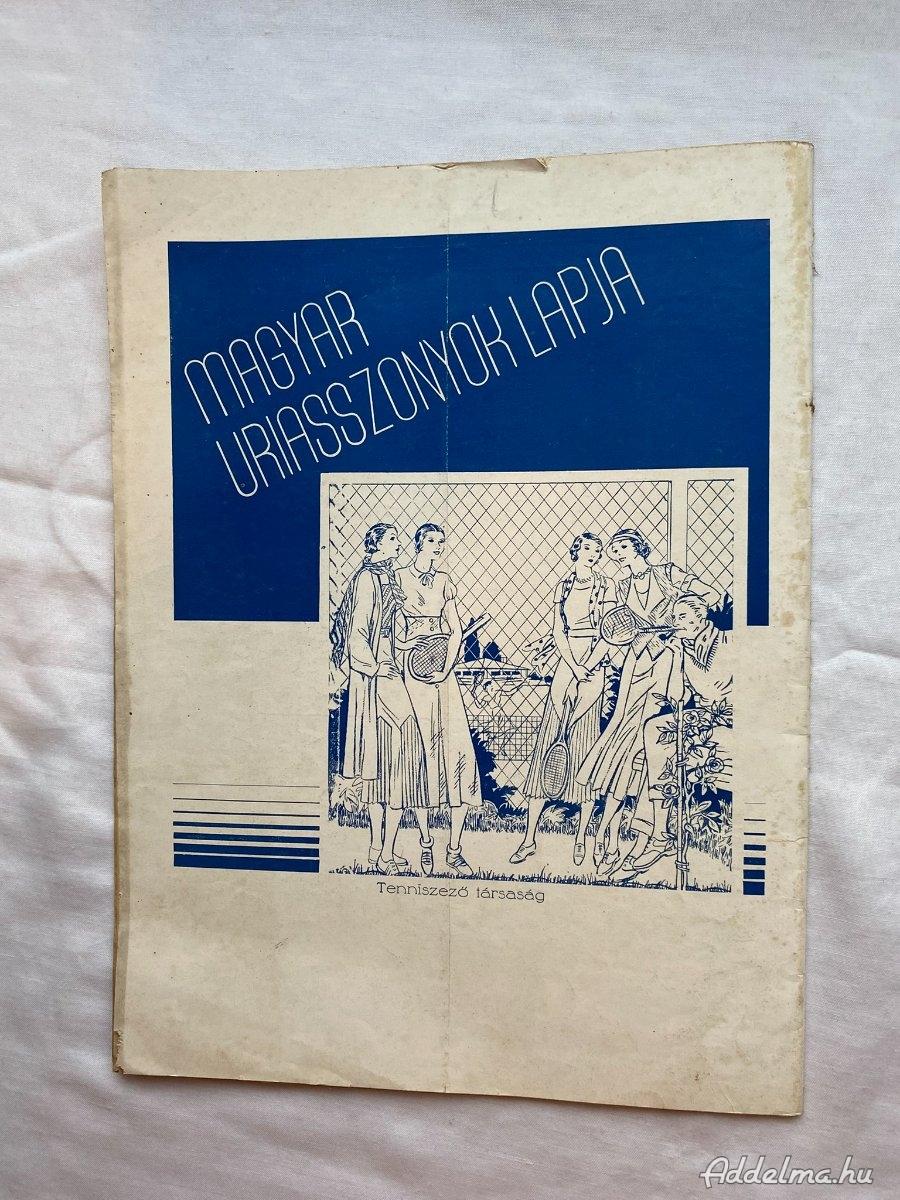 MAGYAR
URIASSZONYOK LAPJA
Tenniszező társaság
Addelma.hu